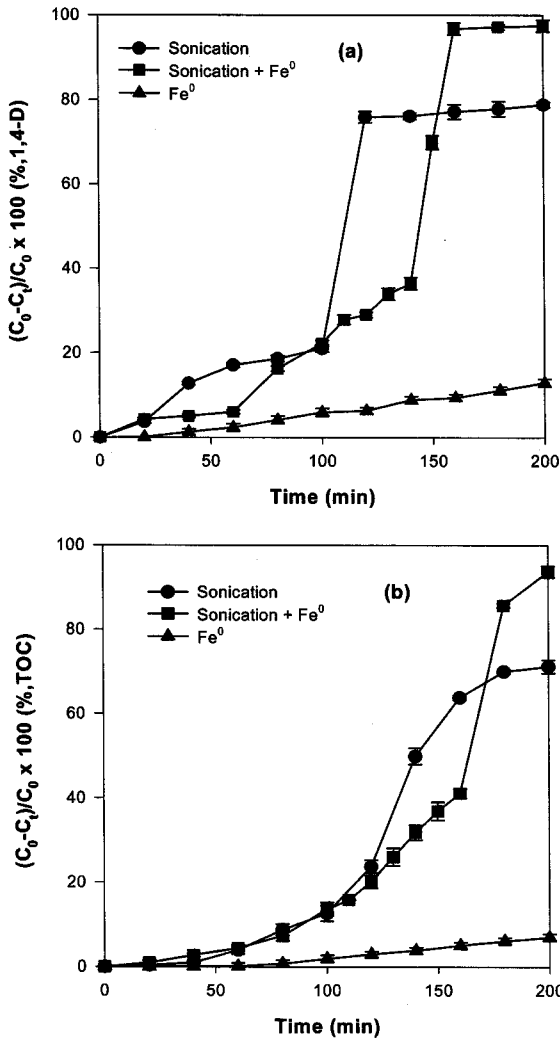 100
80
60
40
20
0
(C₀-Cₜ)/C₀ x 100 (%,1,4-D)
Sonication
Sonication + Fe⁰
Fe⁰
(a)
0 50 100 150 200
Time (min)
100
80
60
40
20
0
(C₀-Cₜ)/C₀ x 100 (%,TOC)
Sonication
Sonication + Fe⁰
Fe⁰
(b)
0 50 100 150 200
Time (min)